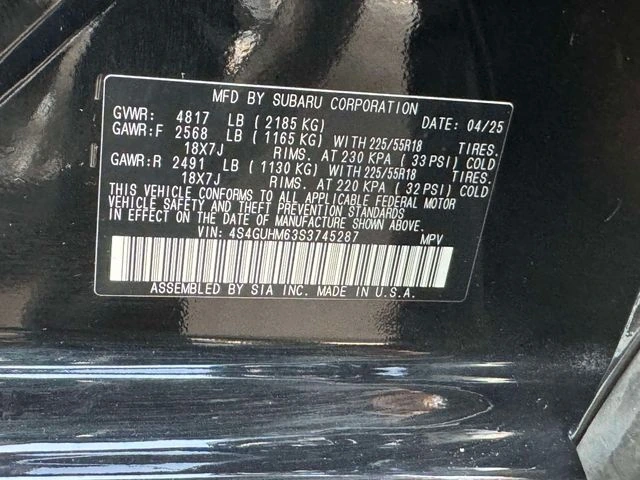 MFD BY SUBARU CORPORATION
GVWR: 4817 LB (2185 KG) DATE: 04/25
GAWR:F 2568 LB (1165 KG) WITH 225/55R18 TIRES.
18X7J RIMS. AT 230 KPA (33 PSI) COLD
GAWR:R 2491 LB (1130 KG) WITH 225/55R18 TIRES.
18X7J RIMS. AT 220 KPA (32 PSI) COLD
THIS VEHICLE CONFORMS TO ALL APPLICABLE FEDERAL MOTOR
VEHICLE SAFETY AND THEFT PREVENTION STANDARDS
IN EFFECT ON THE DATE OF MANUFACTURE SHOWN ABOVE.
VIN: 4S4GUHM63S3745287 MPV
ASSEMBLED BY SIA INC. MADE IN U.S.A.